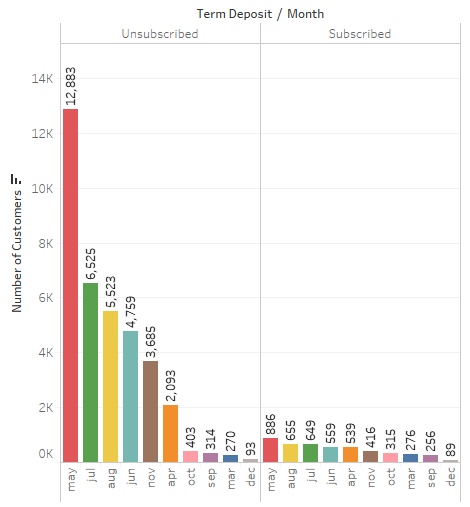 Term Deposit / Month
Unsubscribed Subscribed
Number of Customers
14K
12K
10K
8K
6K
4K
2K
0K
12,883 6,525 5,523 4,759 3,685 2,093 403 314 270 93 886 655 649 559 539 416 315 276 256 89
may jul aug jun nov apr oct sep mar dec may aug jul jun apr nov oct mar sep dec